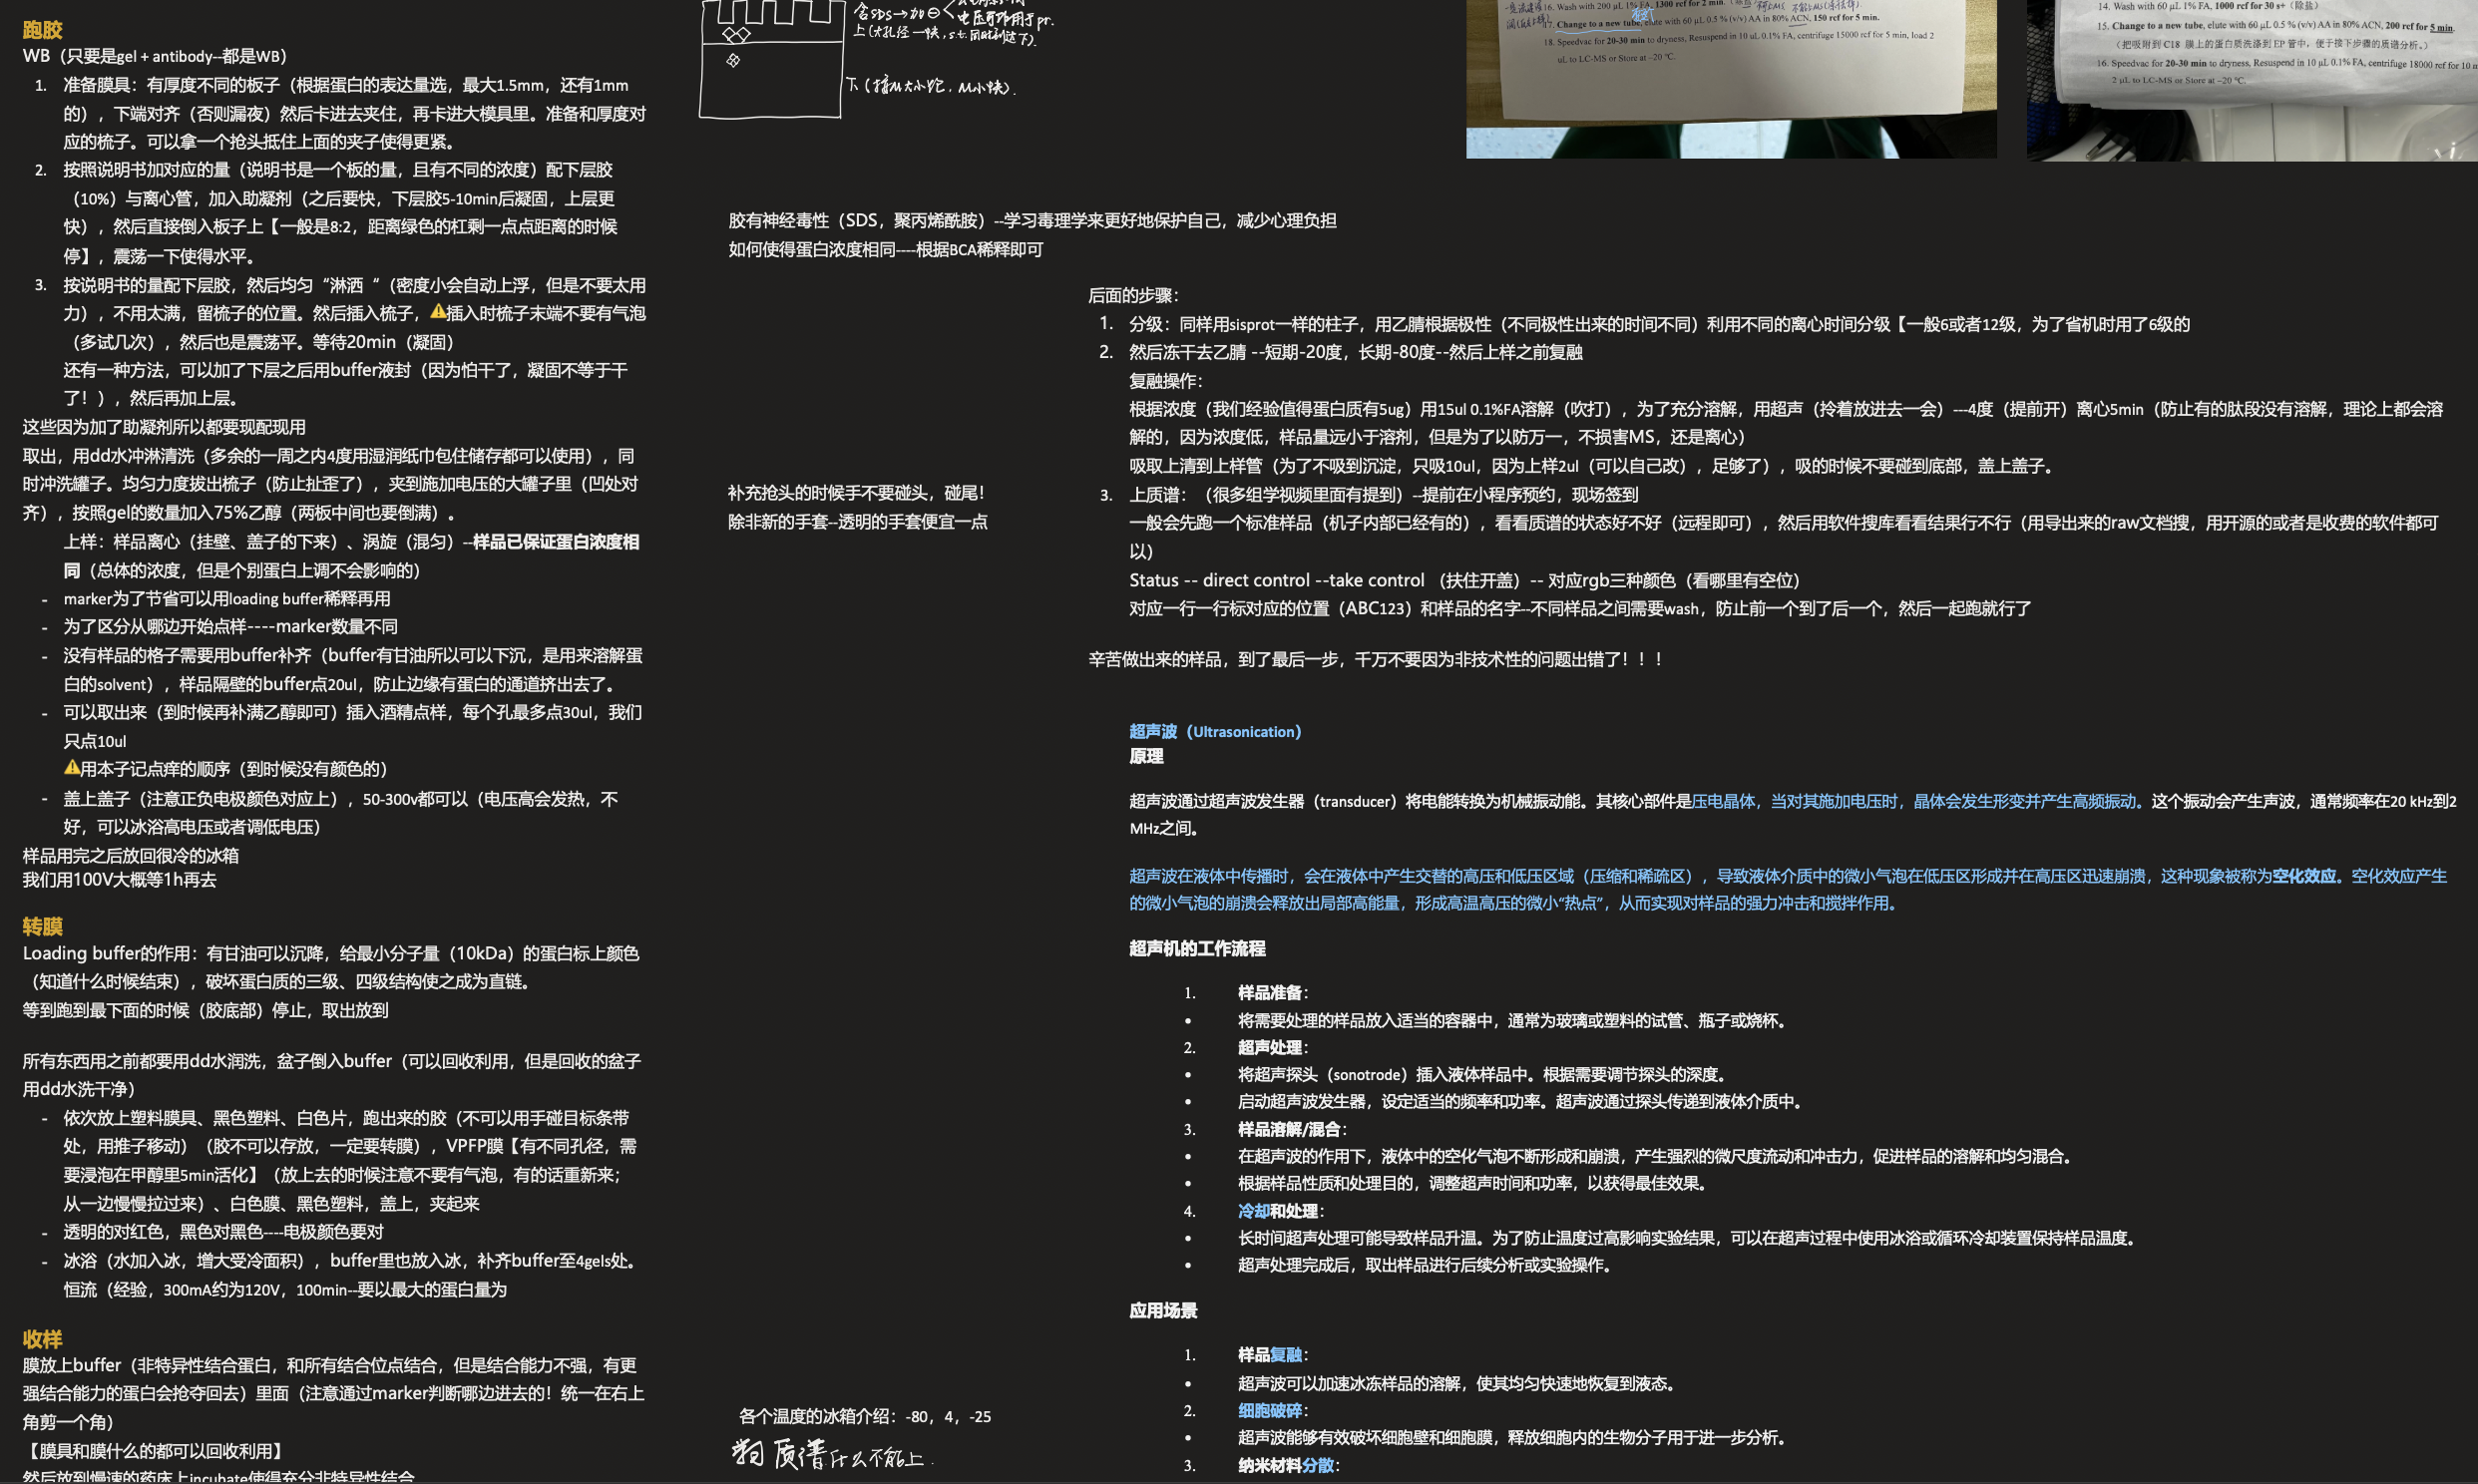 跑胶
WB（只要是gel + antibody--都是WB）
1. 准备膜具：有厚度不同的板子（根据蛋白的表达量选，最大1.5mm，还有1mm
的），下端对齐（否则漏夜）然后卡进去夹住，再卡进大模具里。准备和厚度对
应的梳子。可以拿一个抢头抵住上面的夹子使得更紧。
2. 按照说明书加对应的量（说明书是一个板的量，且有不同的浓度）配下层胶
（10%）与离心管，加入助凝剂（之后要快，下层胶5-10min后凝固，上层更
快），然后直接倒入板子上【一般是8:2，距离绿色的杠剩一点点距离的时候
停】，震荡一下使得水平。
3. 按说明书的量配下层胶，然后均匀“淋洒“（密度小会自动上浮，但是不要太用
力），不用太满，留梳子的位置。然后插入梳子，⚠️插入时梳子末端不要有气泡
（多试几次），然后也是震荡平。等待20min（凝固）
还有一种方法，可以加了下层之后用buffer液封（因为怕干了，凝固不等于干
了！），然后再加上层。
这些因为加了助凝剂所以都要现配现用
取出，用dd水冲淋清洗（多余的一周之内4度用湿润纸巾包住储存都可以使用），同
时冲洗罐子。均匀力度拔出梳子（防止扯歪了），夹到施加电压的大罐子里（凹处对
齐），按照gel的数量加入75%乙醇（两板中间也要倒满）。
上样：样品离心（挂壁、盖子的下来）、涡旋（混匀）--样品已保证蛋白浓度相
同（总体的浓度，但是个别蛋白上调不会影响的）
- marker为了节省可以用loading buffer稀释再用
- 为了区分从哪边开始点样----marker数量不同
- 没有样品的格子需要用buffer补齐（buffer有甘油所以可以下沉，是用来溶解蛋
白的solvent），样品隔壁的buffer点20ul，防止边缘有蛋白的通道挤出去了。
- 可以取出来（到时候再补满乙醇即可）插入酒精点样，每个孔最多点30ul，我们
只点10ul
⚠️用本子记点痒的顺序（到时候没有颜色的）
- 盖上盖子（注意正负电极颜色对应上），50-300v都可以（电压高会发热，不
好，可以冰浴高电压或者调低电压）
样品用完之后放回很冷的冰箱
我们用100V大概等1h再去
转膜
Loading buffer的作用：有甘油可以沉降，给最小分子量（10kDa）的蛋白标上颜色
（知道什么时候结束），破坏蛋白质的三级、四级结构使之成为直链。
等到跑到最下面的时候（胶底部）停止，取出放到
所有东西用之前都要用dd水润洗，盆子倒入buffer（可以回收利用，但是回收的盆子
用dd水洗干净）
- 依次放上塑料膜具、黑色塑料、白色片，跑出来的胶（不可以用手碰目标条带
处，用推子移动）（胶不可以存放，一定要转膜），VPFP膜【有不同孔径，需
要浸泡在甲醇里5min活化】（放上去的时候注意不要有气泡，有的话重新来；
从一边慢慢拉过来）、白色膜、黑色塑料，盖上，夹起来
- 透明的对红色，黑色对黑色----电极颜色要对
- 冰浴（水加入冰，增大受冷面积），buffer里也放入冰，补齐buffer至4gels处。
恒流（经验，300mA约为120V，100min--要以最大的蛋白量为
收样
膜放上buffer（非特异性结合蛋白，和所有结合位点结合，但是结合能力不强，有更
强结合能力的蛋白会抢夺回去）里面（注意通过marker判断哪边进去的！统一在右上
角剪一个角）
【膜具和膜什么的都可以回收利用】
然后放到慢速的药床上incubate使得充分非特异性结合
含SDS→加⊖
电压可作用于pr.
上（大孔径一快，s.t.同时到达下）.
下（按M大小跑，M小快）.
胶有神经毒性（SDS，聚丙烯酰胺）--学习毒理学来更好地保护自己，减少心理负担
如何使得蛋白浓度相同----根据BCA稀释即可
补充抢头的时候手不要碰头，碰尾！
除非新的手套--透明的手套便宜一点
各个温度的冰箱介绍：-80，4，-25
质谱什么不能上.
16. Wash with 200 μL 1% FA, 1300 rcf for 2 min.
17. Change to a new tube, elute with 60 μL 0.5 % (v/v) AA in 80% ACN, 150 rcf for 5 min.
18. Speedvac for 20-30 min to dryness, Resuspend in 10 uL 0.1% FA, centrifuge 15000 rcf for 5 min, load 2
uL to LC-MS or Store at –20 °C.
14. Wash with 60 μL 1% FA, 1000 rcf for 30 s+（除盐）
15. Change to a new tube, elute with 60 μL 0.5 % (v/v) AA in 80% ACN, 200 rcf for 5 min.
（把吸附到 C18 膜上的蛋白质洗涤到 EP 管中，便于接下步骤的质谱分析。）
16. Speedvac for 20-30 min to dryness, Resuspend in 10 μL 0.1% FA, centrifuge 18000 rcf for 10 m
2 μL to LC-MS or Store at –20 °C.
后面的步骤：
1. 分级：同样用sisprot一样的柱子，用乙腈根据极性（不同极性出来的时间不同）利用不同的离心时间分级【一般6或者12级，为了省机时用了6级的
2. 然后冻干去乙腈 --短期-20度，长期-80度--然后上样之前复融
复融操作：
根据浓度（我们经验值得蛋白质有5ug）用15ul 0.1%FA溶解（吹打），为了充分溶解，用超声（拎着放进去一会）---4度（提前开）离心5min（防止有的肽段没有溶解，理论上都会溶
解的，因为浓度低，样品量远小于溶剂，但是为了以防万一，不损害MS，还是离心）
吸取上清到上样管（为了不吸到沉淀，只吸10ul，因为上样2ul（可以自己改），足够了），吸的时候不要碰到底部，盖上盖子。
3. 上质谱：（很多组学视频里面有提到）--提前在小程序预约，现场签到
一般会先跑一个标准样品（机子内部已经有的），看看质谱的状态好不好（远程即可），然后用软件搜库看看结果行不行（用导出来的raw文档搜，用开源的或者是收费的软件都可
以）
Status -- direct control --take control （扶住开盖）-- 对应rgb三种颜色（看哪里有空位）
对应一行一行标对应的位置（ABC123）和样品的名字--不同样品之间需要wash，防止前一个到了后一个，然后一起跑就行了
辛苦做出来的样品，到了最后一步，千万不要因为非技术性的问题出错了！！！
超声波（Ultrasonication）
原理
超声波通过超声波发生器（transducer）将电能转换为机械振动能。其核心部件是压电晶体，当对其施加电压时，晶体会发生形变并产生高频振动。这个振动会产生声波，通常频率在20 kHz到2
MHz之间。
超声波在液体中传播时，会在液体中产生交替的高压和低压区域（压缩和稀疏区），导致液体介质中的微小气泡在低压区形成并在高压区迅速崩溃，这种现象被称为空化效应。空化效应产生
的微小气泡的崩溃会释放出局部高能量，形成高温高压的微小“热点”，从而实现对样品的强力冲击和搅拌作用。
超声机的工作流程
1. 样品准备：
• 将需要处理的样品放入适当的容器中，通常为玻璃或塑料的试管、瓶子或烧杯。
2. 超声处理：
• 将超声探头（sonotrode）插入液体样品中。根据需要调节探头的深度。
• 启动超声波发生器，设定适当的频率和功率。超声波通过探头传递到液体介质中。
3. 样品溶解/混合：
• 在超声波的作用下，液体中的空化气泡不断形成和崩溃，产生强烈的微尺度流动和冲击力，促进样品的溶解和均匀混合。
• 根据样品性质和处理目的，调整超声时间和功率，以获得最佳效果。
4. 冷却和处理：
• 长时间超声处理可能导致样品升温。为了防止温度过高影响实验结果，可以在超声过程中使用冰浴或循环冷却装置保持样品温度。
• 超声处理完成后，取出样品进行后续分析或实验操作。
应用场景
1. 样品复融：
• 超声波可以加速冰冻样品的溶解，使其均匀快速地恢复到液态。
2. 细胞破碎：
• 超声波能够有效破坏细胞壁和细胞膜，释放细胞内的生物分子用于进一步分析。
3. 纳米材料分散：